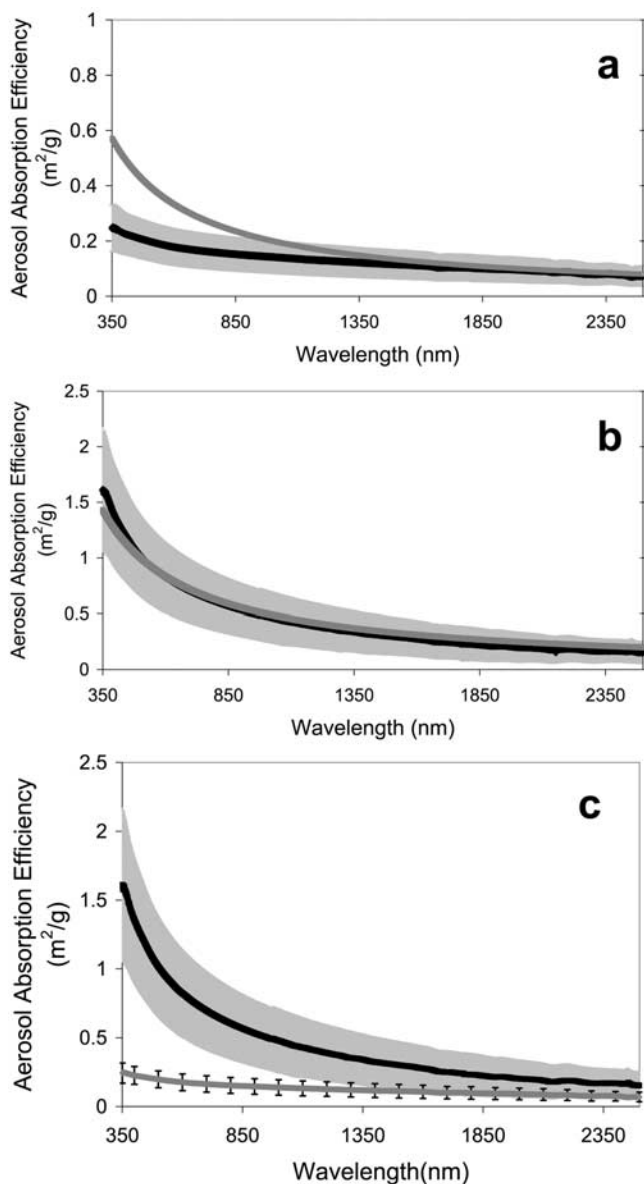 a
1
0.8
0.6
0.4
0.2
0
Aerosol Absorption Efficiency
(m²/g)
350 850 1350 1850 2350
Wavelength (nm)
b
2.5
2
1.5
1
0.5
0
Aerosol Absorption Efficiency
(m²/g)
350 850 1350 1850 2350
Wavelength (nm)
c
2.5
2
1.5
1
0.5
0
Aerosol Absorption Efficiency
(m²/g)
350 850 1350 1850 2350
Wavelength(nm)